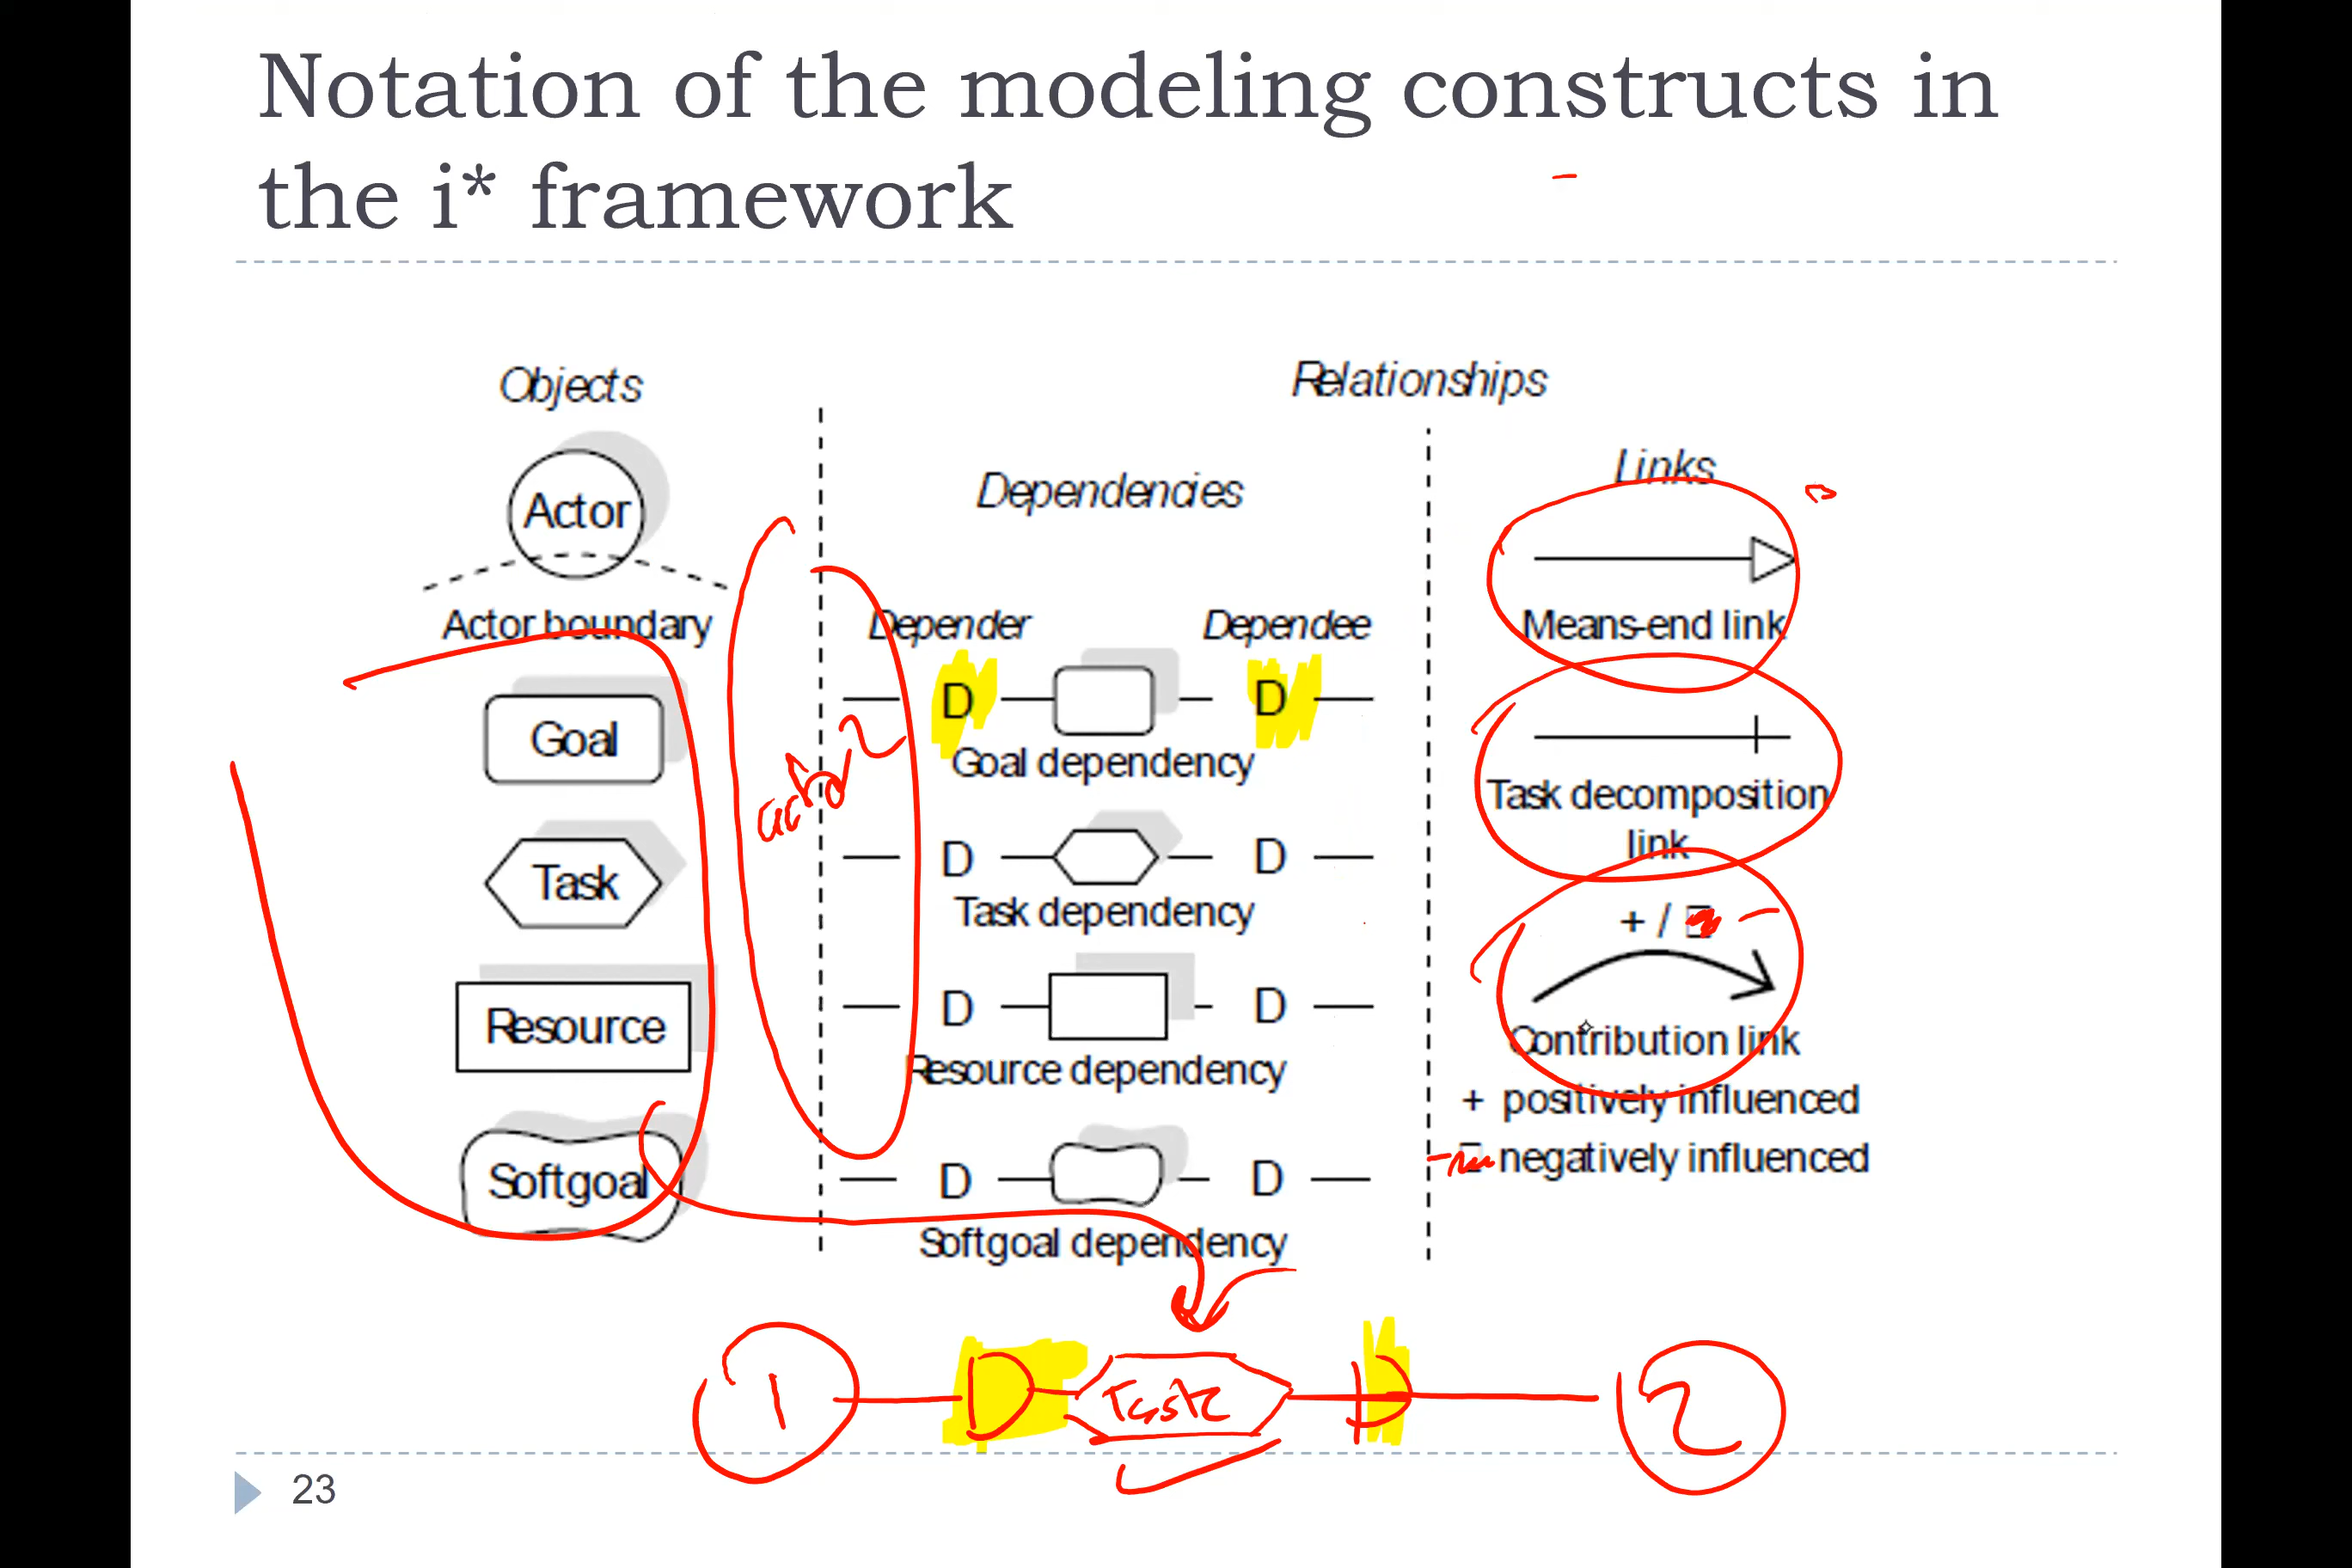 Notation of the modeling constructs in
the i* framework
Objects
Relationships
Actor
Actor boundary
Goal
Task
Resource
Softgoal
Dependencies
Depender Dependee
D D
Goal dependency
D D
Task dependency
D D
Resource dependency
D D
Softgoal dependency
Links
Means-end link
Task decomposition
link
+ / -
Contribution link
+ positively influenced
- negatively influenced
1 D Task D 2
23